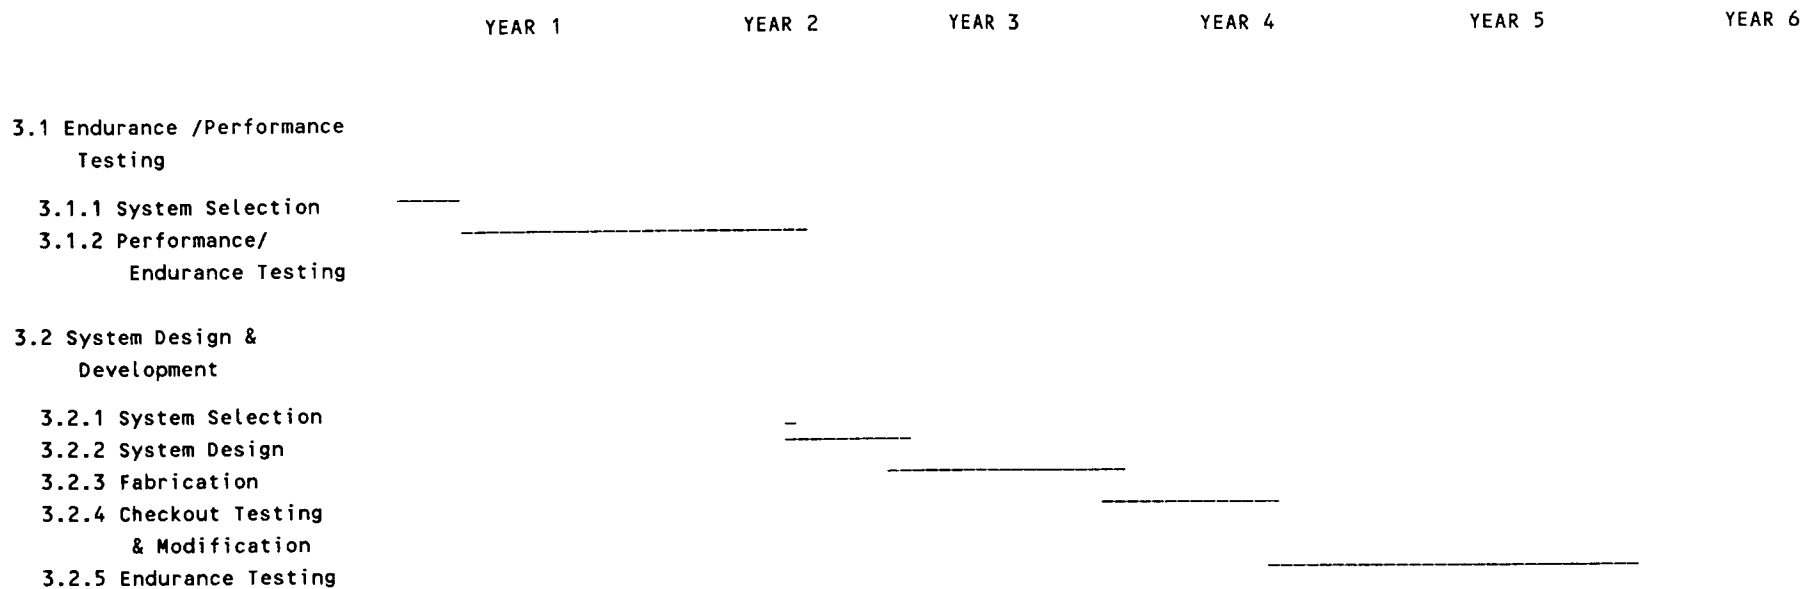 YEAR 1 YEAR 2 YEAR 3 YEAR 4 YEAR 5 YEAR 6
3.1 Endurance /Performance
Testing
3.1.1 System Selection
3.1.2 Performance/
Endurance Testing
3.2 System Design &
Development
3.2.1 System Selection
3.2.2 System Design
3.2.3 Fabrication
3.2.4 Checkout Testing
& Modification
3.2.5 Endurance Testing